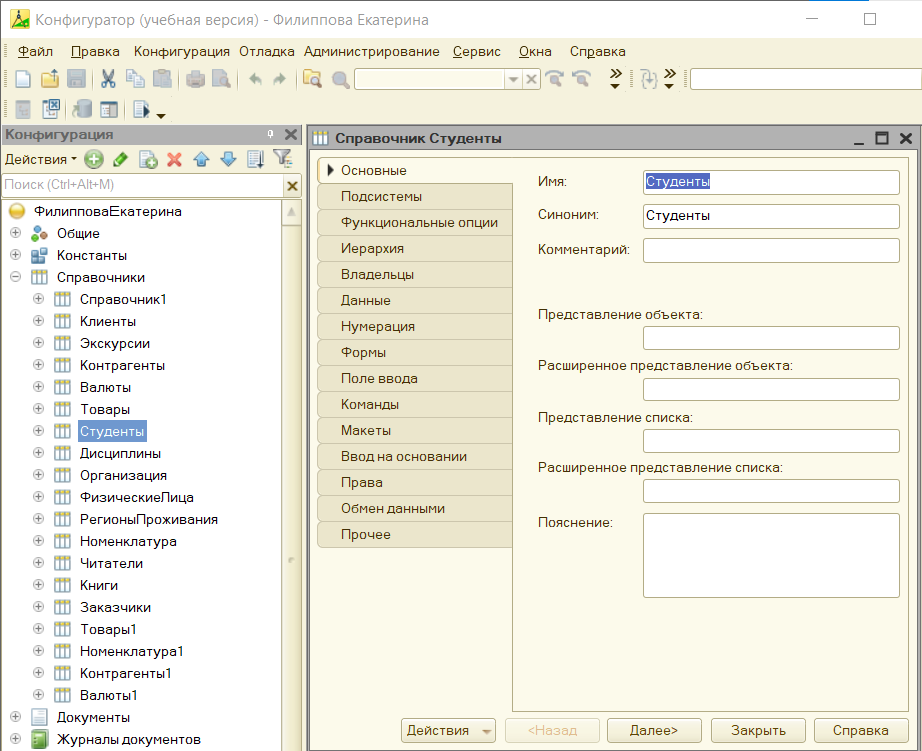 Конфигуратор (учебная версия) - Филиппова Екатерина
Файл Правка Конфигурация Отладка Администрирование Сервис Окна Справка
Конфигурация
Действия
Поиск (Ctrl+Alt+M)
ФилипповаЕкатерина
Общие
Константы
Справочники
Справочник1
Клиенты
Экскурсии
Контрагенты
Валюты
Товары
Студенты
Дисциплины
Организация
ФизическиеЛица
РегионыПроживания
Номенклатура
Читатели
Книги
Заказчики
Товары1
Номенклатура1
Контрагенты1
Валюты1
Документы
Журналы документов
Справочник Студенты
Основные
Подсистемы
Функциональные опции
Иерархия
Владельцы
Данные
Нумерация
Формы
Поле ввода
Команды
Макеты
Ввод на основании
Права
Обмен данными
Прочее
Имя: Студенты
Синоним: Студенты
Комментарий:
Представление объекта:
Расширенное представление объекта:
Представление списка:
Расширенное представление списка:
Пояснение:
Действия <Назад Далее> Закрыть Справка